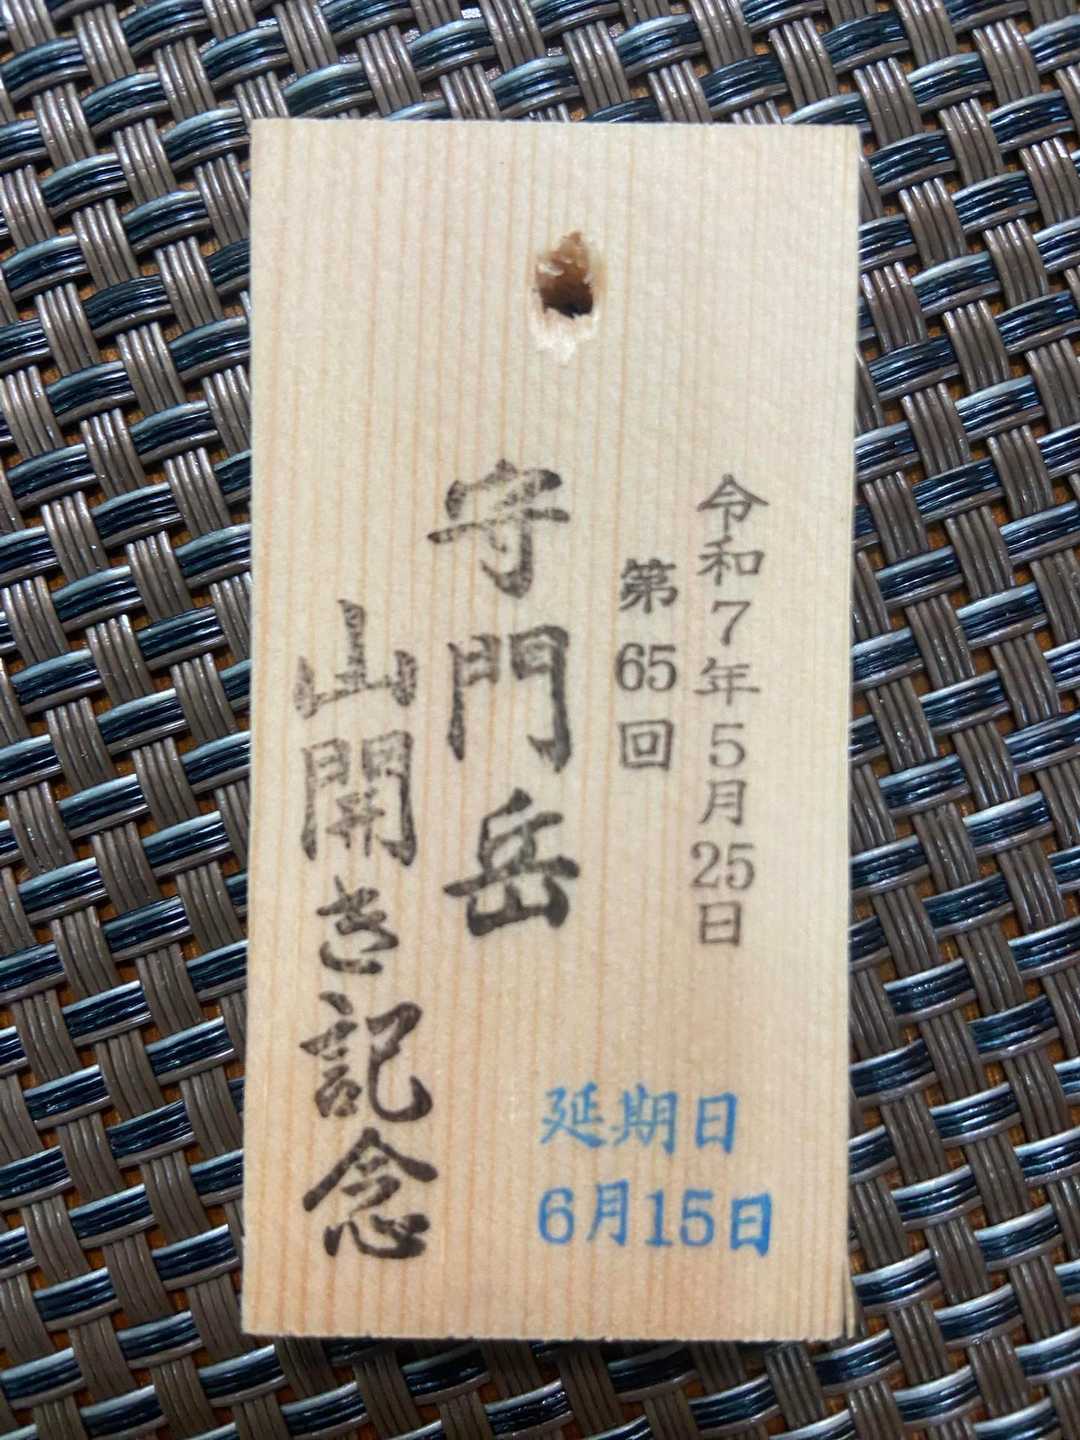 令和7年5月25日
第65回
守門岳
山開き記念
延期日
6月15日